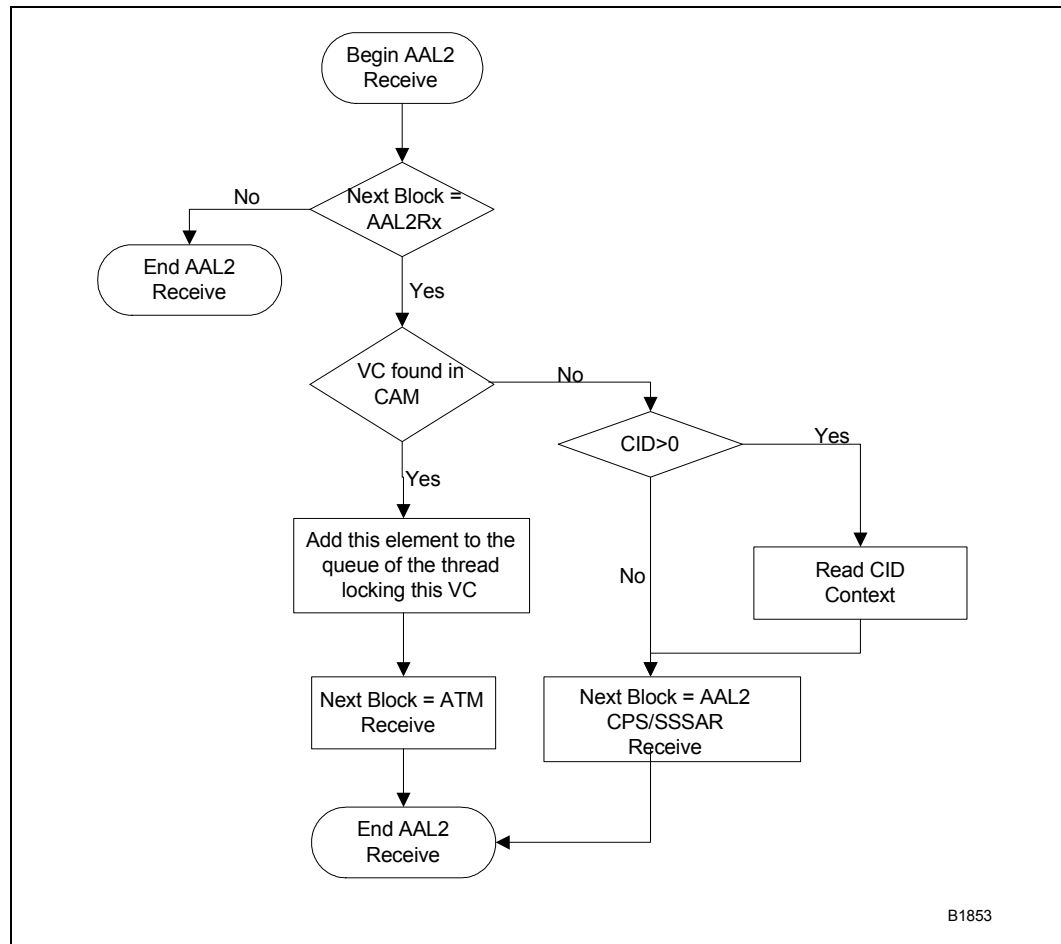 Begin AAL2
Receive
No
Next Block =
AAL2Rx
End AAL2
Receive
Yes
VC found in
CAM
No
CID>0
Yes
Yes
Add this element to the
queue of the thread
locking this VC
No
Read CID
Context
Next Block = ATM
Receive
Next Block = AAL2
CPS/SSSAR
Receive
End AAL2
Receive
B1853